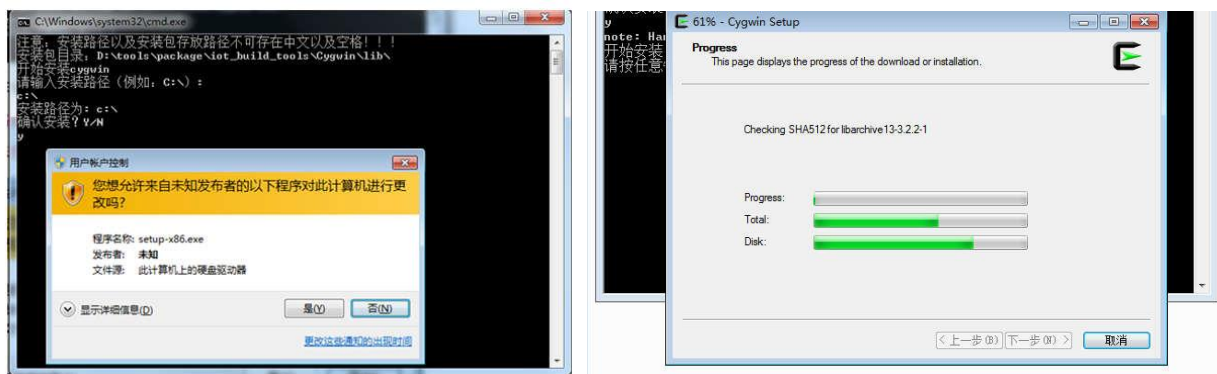 C:\Windows\system32\cmd.exe
注意：安装路径以及安装包存放路径不可存在中文以及空格！！！
安装包目录：D:\tools\package\iot_build_tools\Cygwin\lib\
开始安装cygwin
请输入安装路径（例如：C:\）：
c:\
安装路径为：c:\
确认安装？Y/N
y
用户帐户控制
您想允许来自未知发布者的以下程序对此计算机进行更
改吗？
程序名称: setup-x86.exe
发布者: 未知
文件源: 此计算机上的硬盘驱动器
显示详细信息(D)
是(Y)
否(N)
更改这些通知的出现时间
y
note: Ha
开始安装
请按任意
61% - Cygwin Setup
Progress
This page displays the progress of the download or installation.
Checking SHA512 for libarchive13-3.2.2-1
Progress:
Total:
Disk:
< 上一步(B)
下一步(N) >
取消